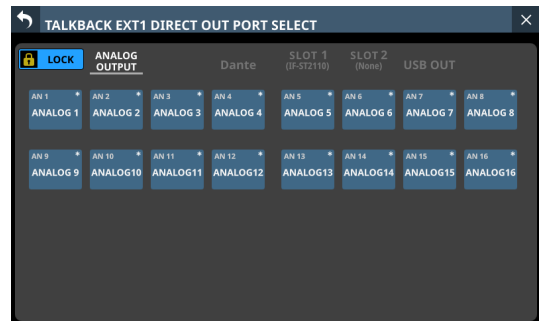 TALKBACK EXT1 DIRECT OUT PORT SELECT
LOCK
ANALOG
OUTPUT
Dante
SLOT 1
(IF-ST2110)
SLOT 2
(None)
USB OUT
AN 1 * AN 2 * AN 3 * AN 4 * AN 5 * AN 6 * AN 7 * AN 8 *
ANALOG 1 ANALOG 2 ANALOG 3 ANALOG 4 ANALOG 5 ANALOG 6 ANALOG 7 ANALOG 8
AN 9 * AN 10 * AN 11 * AN 12 * AN 13 * AN 14 * AN 15 * AN 16 *
ANALOG 9 ANALOG10 ANALOG11 ANALOG12 ANALOG13 ANALOG14 ANALOG15 ANALOG16